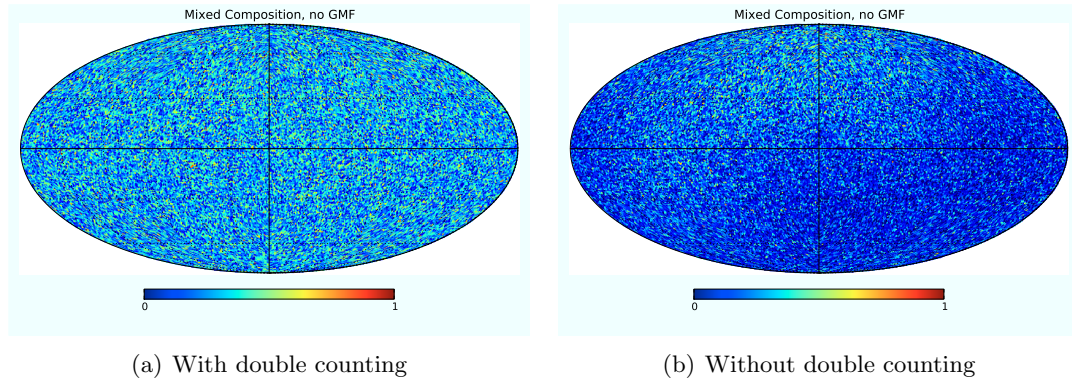 Mixed Composition, no GMF
0 1
(a) With double counting
Mixed Composition, no GMF
0 1
(b) Without double counting